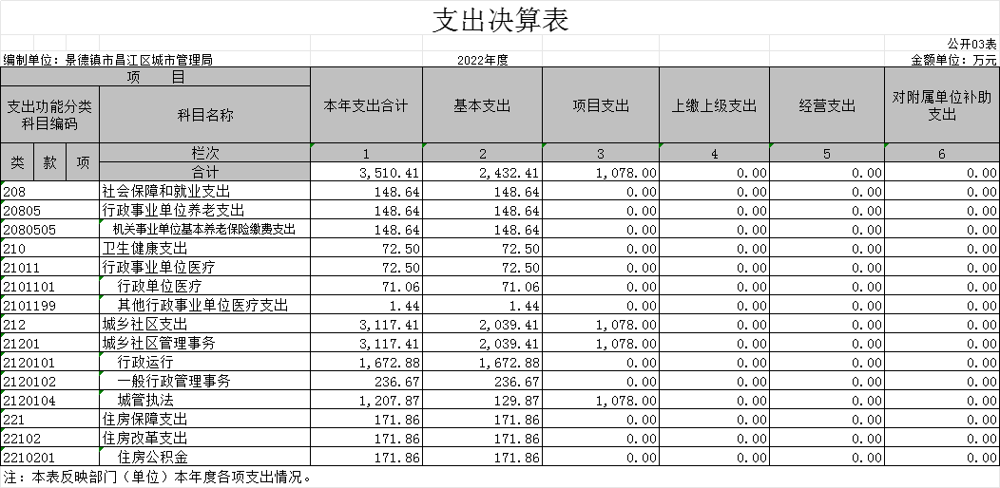 支出决算表
公开03表
编制单位：景德镇市昌江区城市管理局 2022年度 金额单位：万元
项 目 本年支出合计 基本支出 项目支出 上缴上级支出 经营支出 对附属单位补助支出
支出功能分类科目编码 科目名称
类 款 项 栏次 1 2 3 4 5 6
合计 3,510.41 2,432.41 1,078.00 0.00 0.00 0.00
208 社会保障和就业支出 148.64 148.64 0.00 0.00 0.00 0.00
20805 行政事业单位养老支出 148.64 148.64 0.00 0.00 0.00 0.00
2080505 机关事业单位基本养老保险缴费支出 148.64 148.64 0.00 0.00 0.00 0.00
210 卫生健康支出 72.50 72.50 0.00 0.00 0.00 0.00
21011 行政事业单位医疗 72.50 72.50 0.00 0.00 0.00 0.00
2101101 行政单位医疗 71.06 71.06 0.00 0.00 0.00 0.00
2101199 其他行政事业单位医疗支出 1.44 1.44 0.00 0.00 0.00 0.00
212 城乡社区支出 3,117.41 2,039.41 1,078.00 0.00 0.00 0.00
21201 城乡社区管理事务 3,117.41 2,039.41 1,078.00 0.00 0.00 0.00
2120101 行政运行 1,672.88 1,672.88 0.00 0.00 0.00 0.00
2120102 一般行政管理事务 236.67 236.67 0.00 0.00 0.00 0.00
2120104 城管执法 1,207.87 129.87 1,078.00 0.00 0.00 0.00
221 住房保障支出 171.86 171.86 0.00 0.00 0.00 0.00
22102 住房改革支出 171.86 171.86 0.00 0.00 0.00 0.00
2210201 住房公积金 171.86 171.86 0.00 0.00 0.00 0.00
注：本表反映部门（单位）本年度各项支出情况。